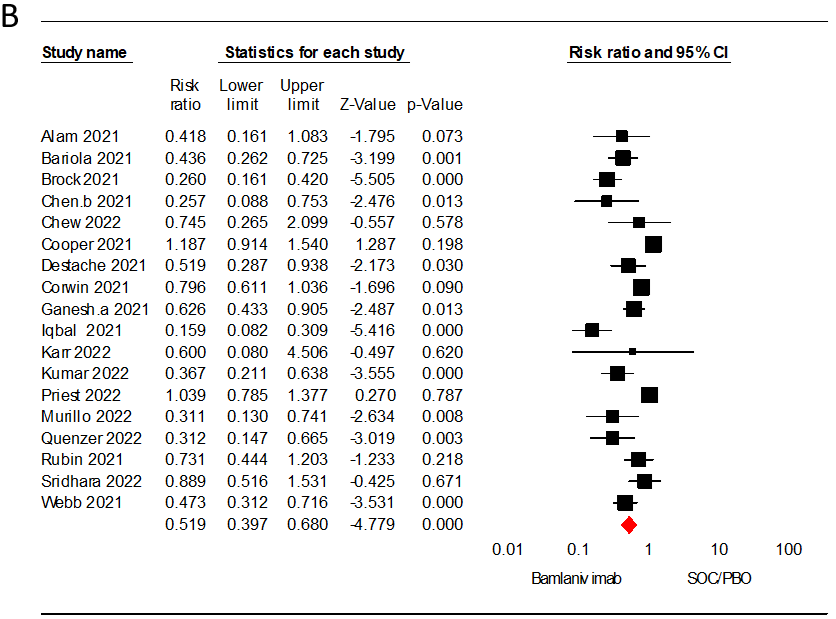 B
Study name Statistics for each study Risk ratio and 95% CI
Risk ratio Lower limit Upper limit Z-Value p-Value
Alam 2021 0.418 0.161 1.083 -1.795 0.073
Bariola 2021 0.436 0.262 0.725 -3.199 0.001
Brock2021 0.260 0.161 0.420 -5.505 0.000
Chen.b 2021 0.257 0.088 0.753 -2.476 0.013
Chew 2022 0.745 0.265 2.099 -0.557 0.578
Cooper 2021 1.187 0.914 1.540 1.287 0.198
Destache 2021 0.519 0.287 0.938 -2.173 0.030
Corwin 2021 0.796 0.611 1.036 -1.696 0.090
Ganesh.a 2021 0.626 0.433 0.905 -2.487 0.013
Iqbal 2021 0.159 0.082 0.309 -5.416 0.000
Karr 2022 0.600 0.080 4.506 -0.497 0.620
Kumar 2022 0.367 0.211 0.638 -3.555 0.000
Priest 2022 1.039 0.785 1.377 0.270 0.787
Murillo 2022 0.311 0.130 0.741 -2.634 0.008
Quenzer 2022 0.312 0.147 0.665 -3.019 0.003
Rubin 2021 0.731 0.444 1.203 -1.233 0.218
Sridhara 2022 0.889 0.516 1.531 -0.425 0.671
Webb 2021 0.473 0.312 0.716 -3.531 0.000
0.519 0.397 0.680 -4.779 0.000
0.01 0.1 1 10 100
Bamlanivimab SOC/PBO